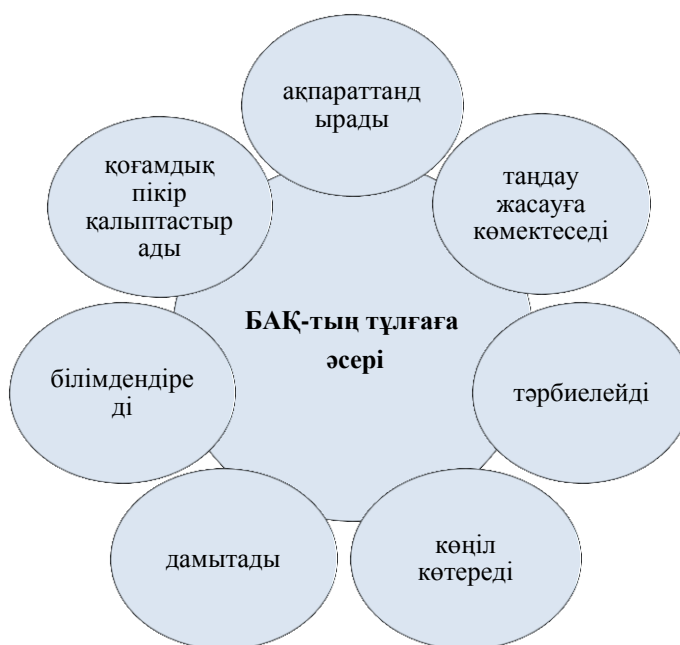 ақпараттанд
ырады
таңдау
жасауға
көмектеседі
тәрбиелейді
көңіл
көтереді
дамытады
білімдендіре
ді
қоғамдық
пікір
қалыптастыр
ады
БАҚ-тың тұлғаға
әсері